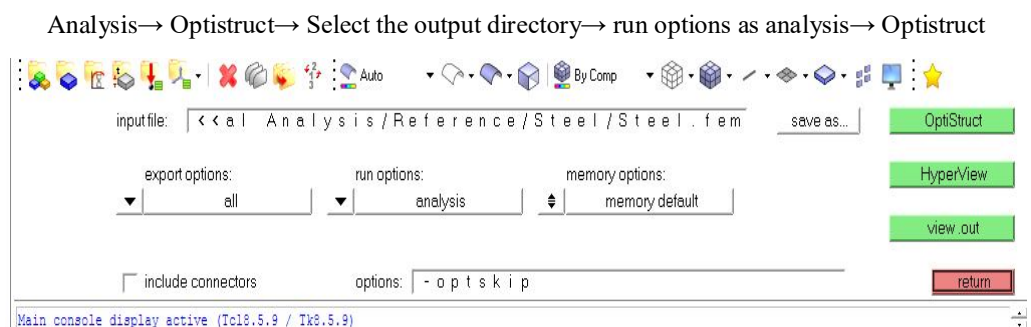 Analysis→ Optistruct→ Select the output directory→ run options as analysis→ Optistruct
Auto By Comp
input file: <<al Analysis/Reference/Steel/Steel.fem save as... OptiStruct
export options: run options: memory options: HyperView
all analysis memory default
view .out
include connectors options: -optskip return
Main console display active (Tcl8.5.9 / Tk8.5.9)